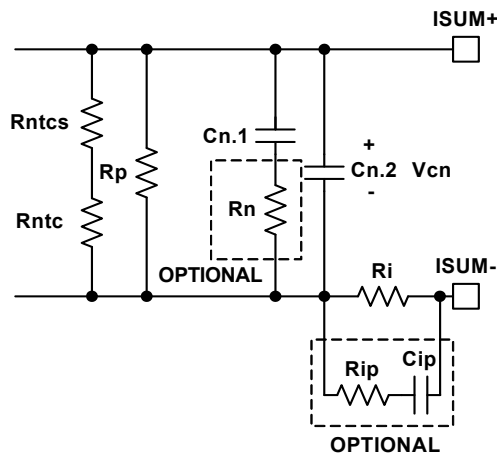 ISUM+
Rntcs
Cn.1
+
Rp
Cn.2 Vcn
-
Rn
Rntc
OPTIONAL
Ri
ISUM-
Rip
Cip
OPTIONAL